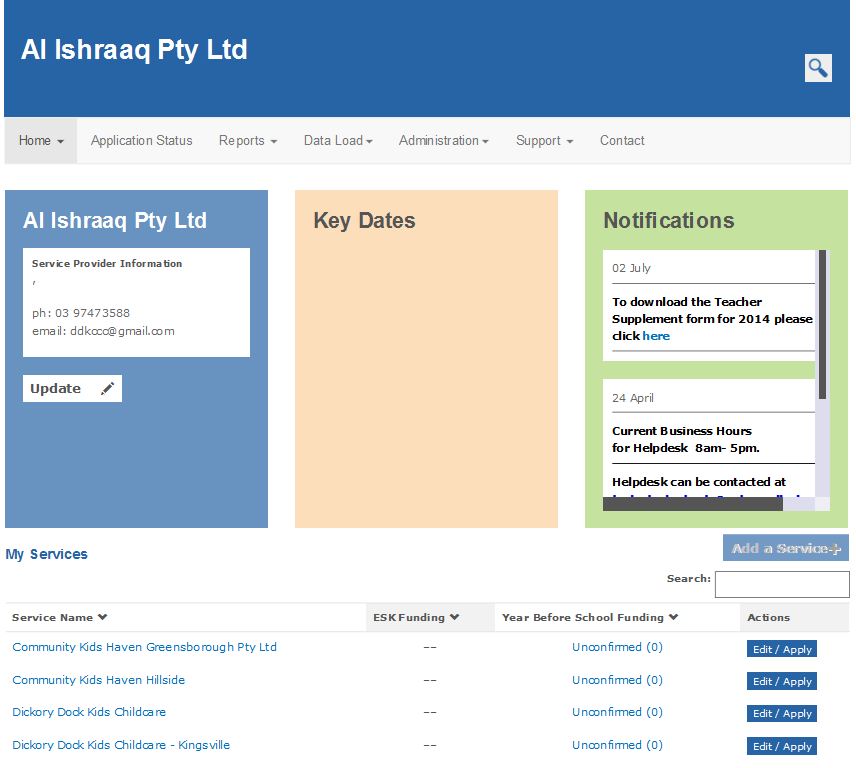 Al Ishraaq Pty Ltd
Home Application Status Reports Data Load Administration Support Contact
Al Ishraaq Pty Ltd
Service Provider Information
,
ph: 03 97473588
email: ddkccc@gmail.com
Update
Key Dates
Notifications
02 July
To download the Teacher
Supplement form for 2014 please
click here
24 April
Current Business Hours
for Helpdesk 8am- 5pm.
Helpdesk can be contacted at
My Services
Add a Service+
Search:
Service Name ESK Funding Year Before School Funding Actions
Community Kids Haven Greensborough Pty Ltd -- Unconfirmed (0) Edit / Apply
Community Kids Haven Hillside -- Unconfirmed (0) Edit / Apply
Dickory Dock Kids Childcare -- Unconfirmed (0) Edit / Apply
Dickory Dock Kids Childcare - Kingsville -- Unconfirmed (0) Edit / Apply